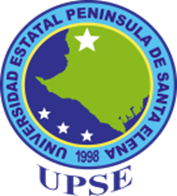 UNIVERSIDAD ESTATAL PENINSULA DE SANTA ELENA
1998
UPSE